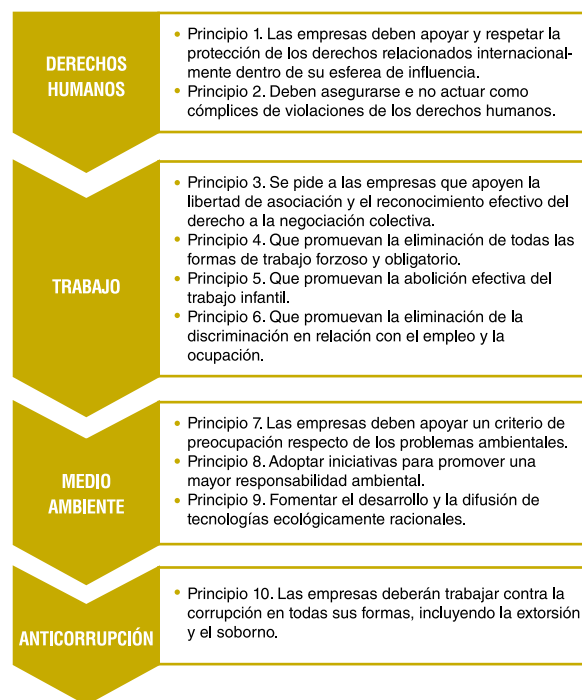 DERECHOS
HUMANOS
• Principio 1. Las empresas deben apoyar y respetar la
protección de los derechos relacionados internacional-
mente dentro de su esferea de influencia.
• Principio 2. Deben asegurarse e no actuar como
cómplices de violaciones de los derechos humanos.
TRABAJO
• Principio 3. Se pide a las empresas que apoyen la
libertad de asociación y el reconocimiento efectivo del
derecho a la negociación colectiva.
• Principio 4. Que promuevan la eliminación de todas las
formas de trabajo forzoso y obligatorio.
• Principio 5. Que promuevan la abolición efectiva del
trabajo infantil.
• Principio 6. Que promuevan la eliminación de la
discriminación en relación con el empleo y la
ocupación.
MEDIO
AMBIENTE
• Principio 7. Las empresas deben apoyar un criterio de
preocupación respecto de los problemas ambientales.
• Principio 8. Adoptar iniciativas para promover una
mayor responsabilidad ambiental.
• Principio 9. Fomentar el desarrollo y la difusión de
tecnologías ecológicamente racionales.
ANTICORRUPCIÓN
• Principio 10. Las empresas deberán trabajar contra la
corrupción en todas sus formas, incluyendo la extorsión
y el soborno.